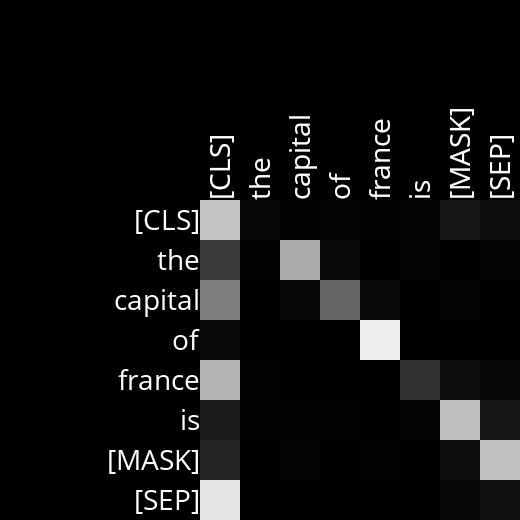 [CLS] the capital of france is [MASK] [SEP]
[CLS]
the
capital
of
france
is
[MASK]
[SEP]